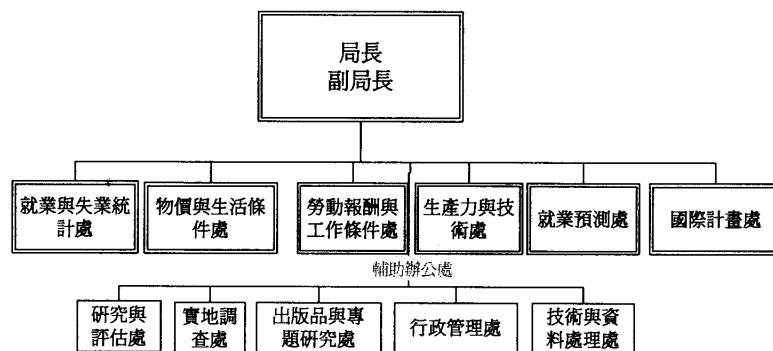 局長
副局長
就業與失業統
計處
物價與生活條
件處
勞動報酬與
工作條件處
生產力與技
術處
就業預測處
國際計畫處
輔助辦公處
研究與
評估處
實地調
查處
出版品與專
題研究處
行政管理處
技術與資
料處理處